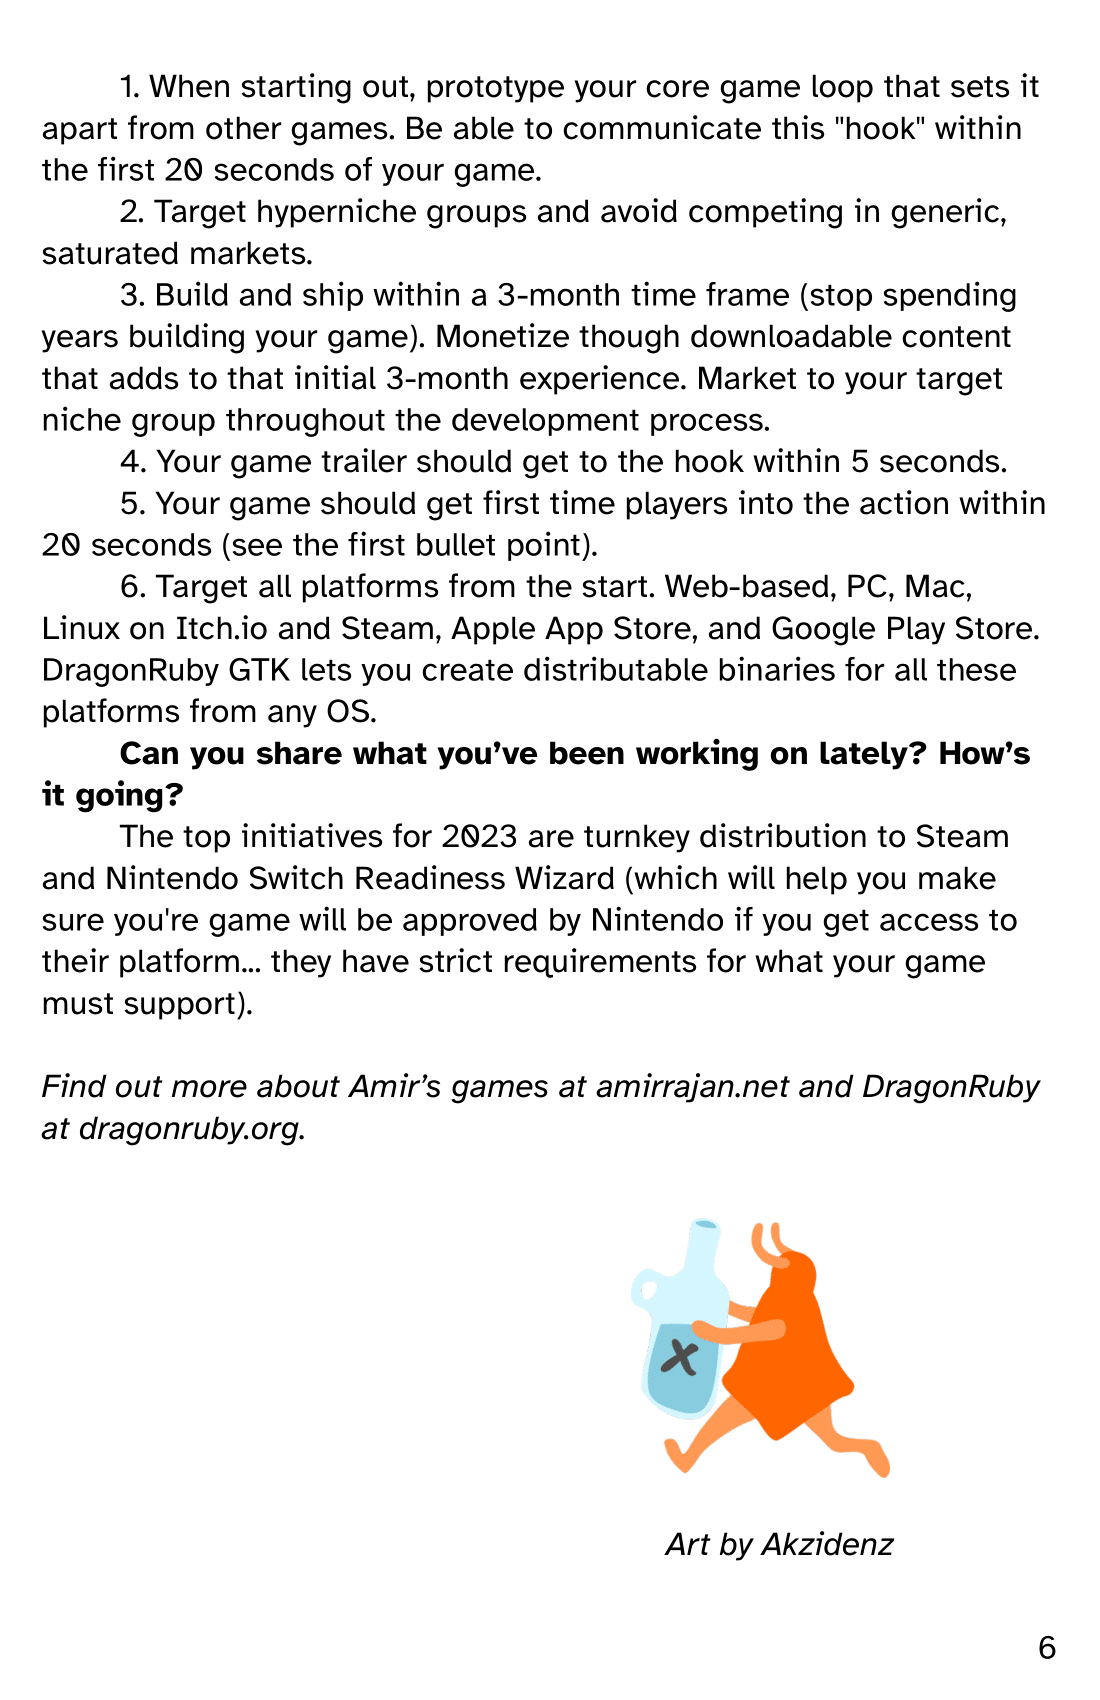 1. When starting out, prototype your core game loop that sets it
apart from other games. Be able to communicate this "hook" within
the first 20 seconds of your game.
2. Target hyperniche groups and avoid competing in generic,
saturated markets.
3. Build and ship within a 3-month time frame (stop spending
years building your game). Monetize though downloadable content
that adds to that initial 3-month experience. Market to your target
niche group throughout the development process.
4. Your game trailer should get to the hook within 5 seconds.
5. Your game should get first time players into the action within
20 seconds (see the first bullet point).
6. Target all platforms from the start. Web-based, PC, Mac,
Linux on Itch.io and Steam, Apple App Store, and Google Play Store.
DragonRuby GTK lets you create distributable binaries for all these
platforms from any OS.
Can you share what you’ve been working on lately? How’s
it going?
The top initiatives for 2023 are turnkey distribution to Steam
and Nintendo Switch Readiness Wizard (which will help you make
sure you're game will be approved by Nintendo if you get access to
their platform... they have strict requirements for what your game
must support).
Find out more about Amir’s games at amirrajan.net and DragonRuby
at dragonruby.org.
X
Art by Akzidenz
6